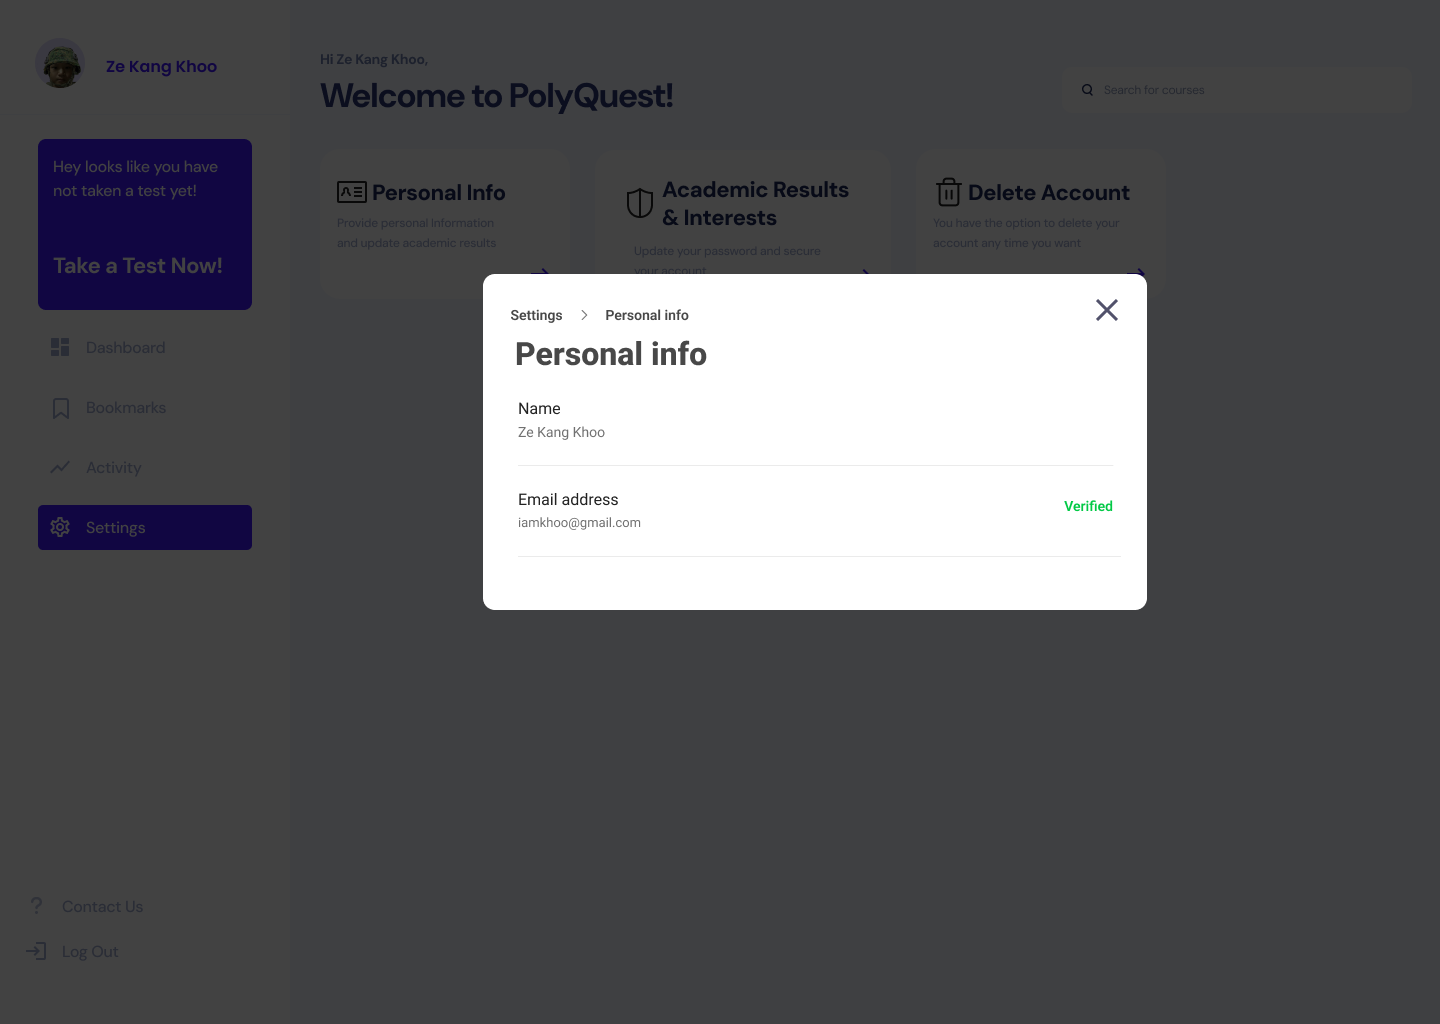 Ze Kang Khoo
Hey looks like you have
not taken a test yet!
Take a Test Now!
Dashboard
Bookmarks
Activity
Settings
Contact Us
Log Out
Hi Ze Kang Khoo,
Welcome to PolyQuest!
Search for courses
Personal Info
Provide personal Information
and update academic results
Academic Results
& Interests
Update your password and secure
your account
Delete Account
You have the option to delete your
account any time you want
Settings
Personal info
Personal info
Name
Ze Kang Khoo
Email address
iamkhoo@gmail.com
Verified